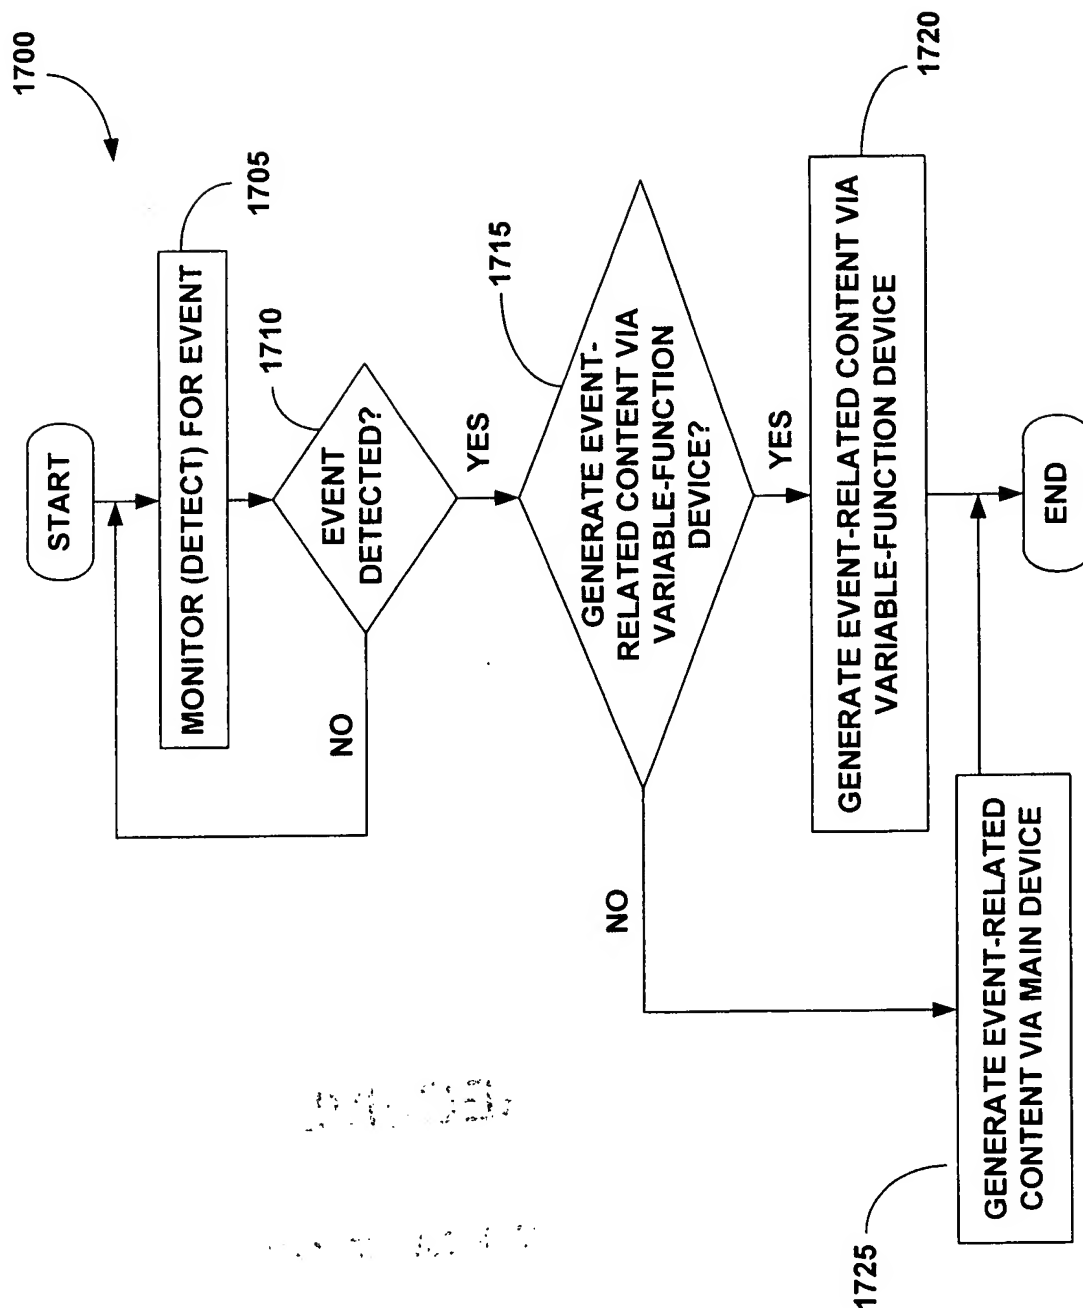 1700
START
MONITOR (DETECT) FOR EVENT
1705
EVENT
DETECTED?
1710
NO
YES
GENERATE EVENT-
RELATED CONTENT VIA
VARIABLE-FUNCTION
DEVICE?
1715
NO
YES
GENERATE EVENT-RELATED CONTENT VIA
VARIABLE-FUNCTION DEVICE
1720
GENERATE EVENT-RELATED
CONTENT VIA MAIN DEVICE
1725
END